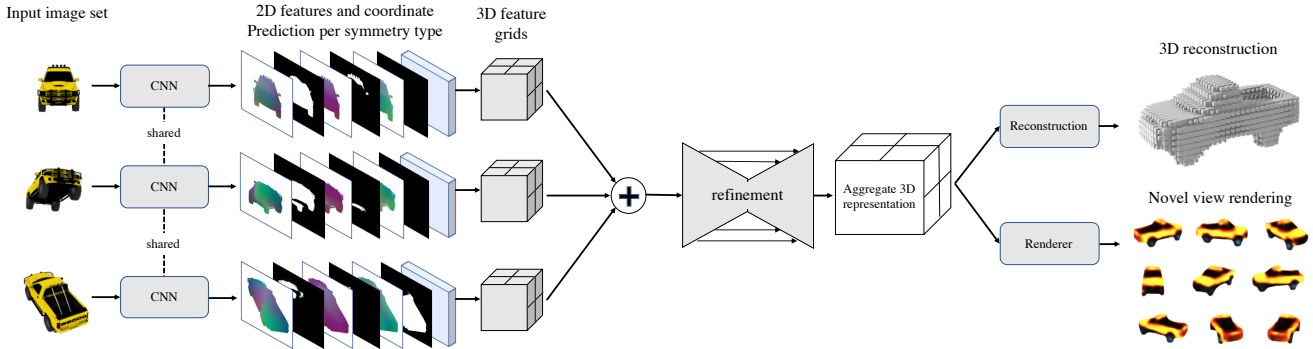 Input image set
2D features and coordinate
Prediction per symmetry type
3D feature
grids
3D reconstruction
CNN
shared
CNN
shared
CNN
refinement
Aggregate 3D
representation
Reconstruction
Novel view rendering
Renderer